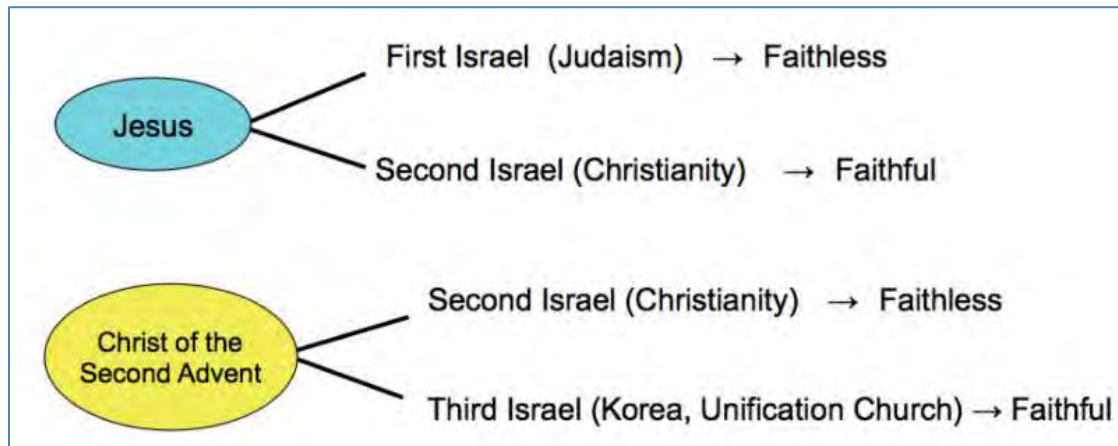 First Israel (Judaism) → Faithless
Jesus
Second Israel (Christianity) → Faithful
Second Israel (Christianity) → Faithless
Christ of the
Second Advent
Third Israel (Korea, Unification Church) → Faithful